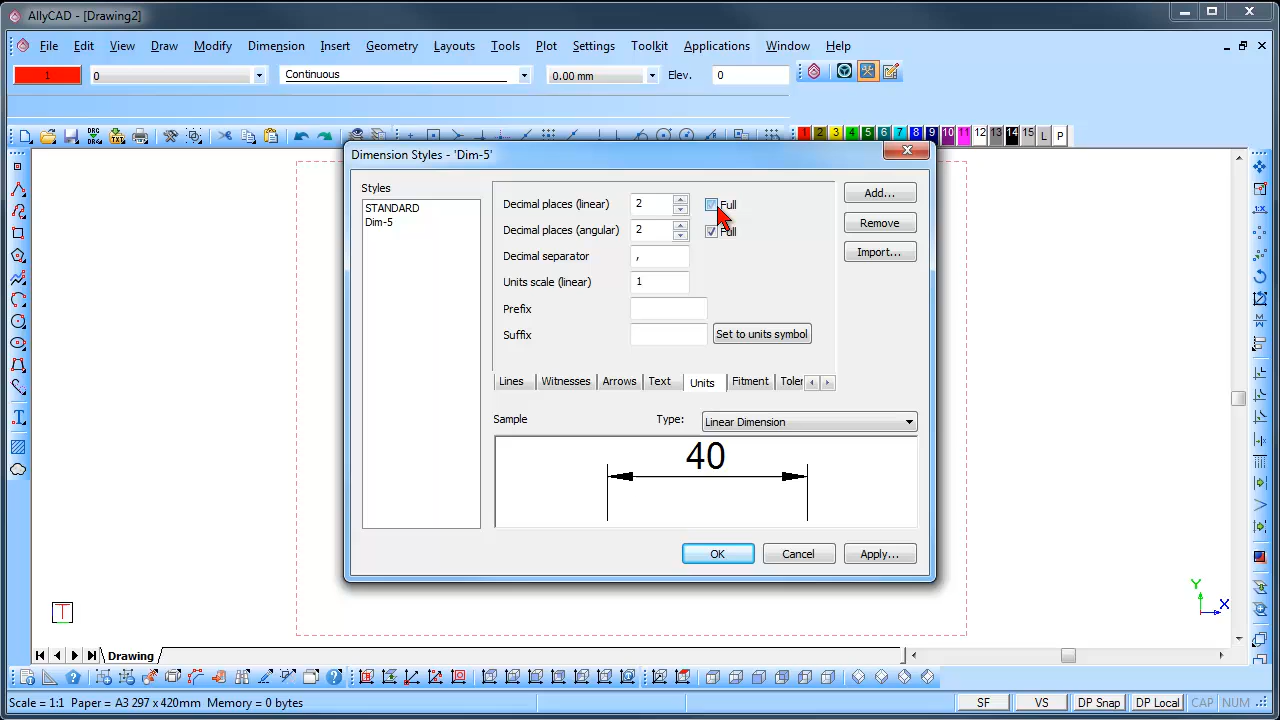 AllyCAD - [Drawing2]
File Edit View Draw Modify Dimension Insert Geometry Layouts Tools Plot Settings Toolkit Applications Window Help
1 0 Continuous 0.00 mm Elev. 0
DRC DRG DRG TXT 1 2 3 4 5 6 7 8 9 10 11 12 13 14 15 L P
Dimension Styles - 'Dim-5'
Styles
STANDARD
Dim-5
Decimal places (linear) 2 Full
Decimal places (angular) 2 Full
Decimal separator ,
Units scale (linear) 1
Prefix
Suffix Set to units symbol
Add...
Remove
Import...
Lines Witnesses Arrows Text Units Fitment Toler
Sample Type: Linear Dimension
40
OK Cancel Apply...
T
Y
X
Drawing
Scale = 1:1 Paper = A3 297 x 420mm Memory = 0 bytes SF VS DP Snap DP Local CAP NUM